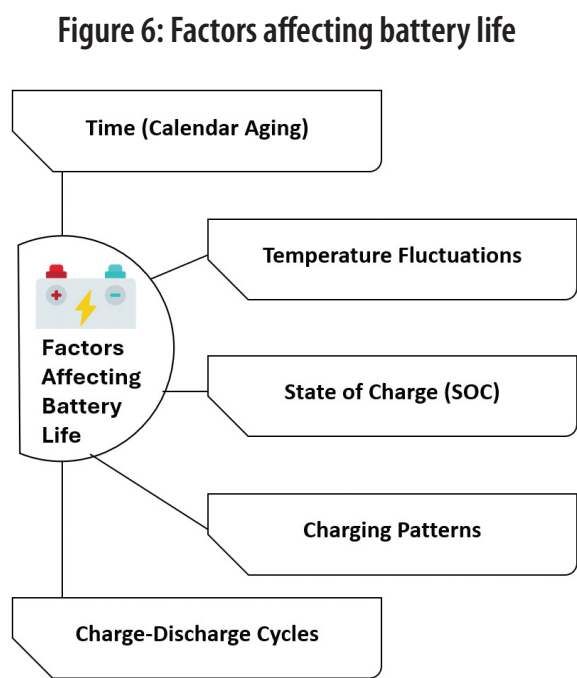 Figure 6: Factors affecting battery life
Time (Calendar Aging)
Temperature Fluctuations
Factors
Affecting
Battery
Life
State of Charge (SOC)
Charging Patterns
Charge-Discharge Cycles